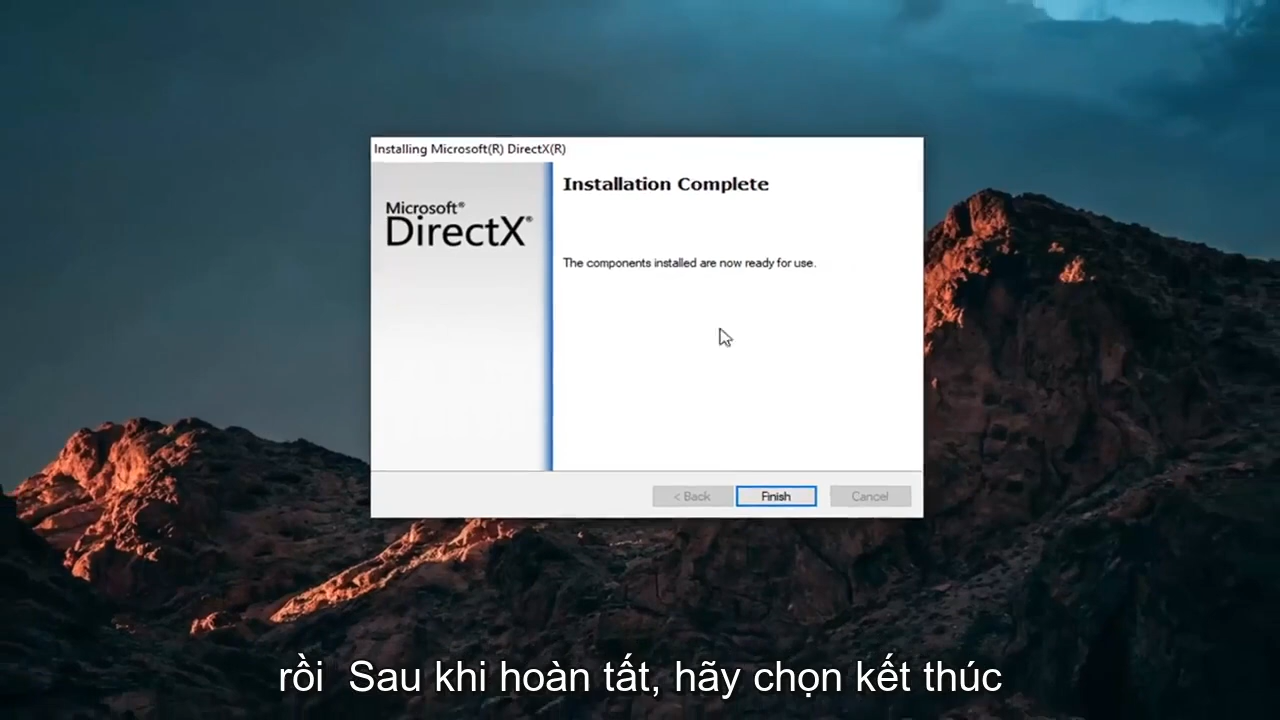 Installing Microsoft(R) DirectX(R)
Installation Complete
Microsoft®
DirectX®
The components installed are now ready for use.
< Back
Finish
Cancel
rồi  Sau khi hoàn tất, hãy chọn kết thúc